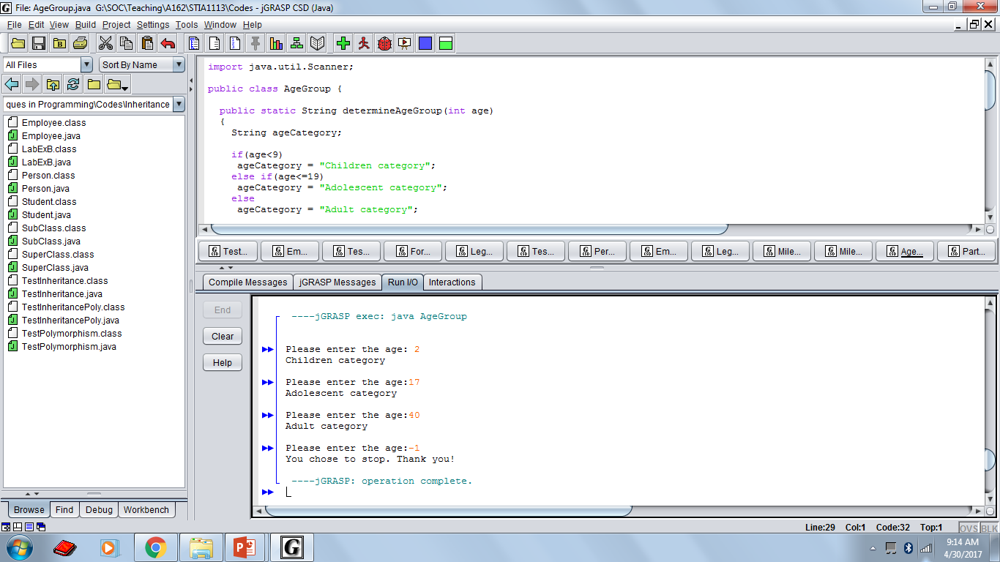 File: AgeGroup.java  G:\SOC\Teaching\A162\STIA1113\Codes - jGRASP CSD (Java)
File Edit View Build Project Settings Tools Window Help
All Files
Sort By Name
ques in Programming\Codes\Inheritance
Employee.class
Employee.java
LabExB.class
LabExB.java
Person.class
Person.java
Student.class
Student.java
SubClass.class
SubClass.java
SuperClass.class
SuperClass.java
TestInheritance.class
TestInheritance.java
TestInheritancePoly.class
TestInheritancePoly.java
TestPolymorphism.class
TestPolymorphism.java
Browse Find Debug Workbench
import java.util.Scanner;
public class AgeGroup {
public static String determineAgeGroup(int age)
{
String ageCategory;
if(age<9)
ageCategory = "Children category";
else if(age<=19)
ageCategory = "Adolescent category";
else
ageCategory = "Adult category";
Test... Em... Tes... For... Leg... Tes... Per... Em... Leg... Mile... Mile... Age... Part...
Compile Messages jGRASP Messages Run I/O Interactions
End
Clear
Help
----jGRASP exec: java AgeGroup
Please enter the age: 2
Children category
Please enter the age:17
Adolescent category
Please enter the age:40
Adult category
Please enter the age:-1
You chose to stop. Thank you!
----jGRASP: operation complete.
Line:29 Col:1 Code:32 Top:1 OVS BLK
9:14 AM
4/30/2017